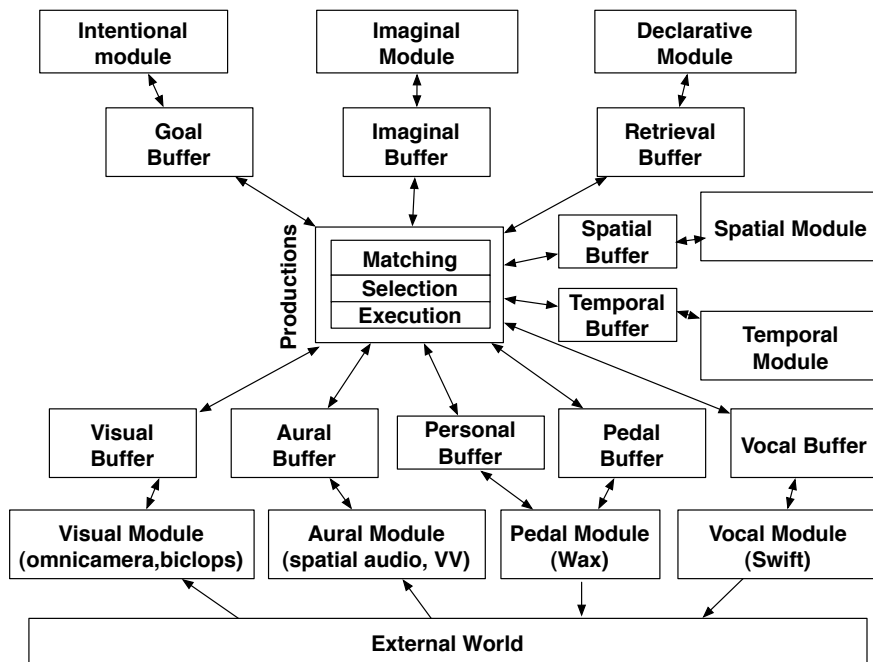 Intentional
module
Imaginal
Module
Declarative
Module
Goal
Buffer
Imaginal
Buffer
Retrieval
Buffer
Productions
Matching
Selection
Execution
Spatial
Buffer
Spatial Module
Temporal
Buffer
Temporal
Module
Visual
Buffer
Aural
Buffer
Personal
Buffer
Pedal
Buffer
Vocal Buffer
Visual Module
(omnicamera,biclops)
Aural Module
(spatial audio, VV)
Pedal Module
(Wax)
Vocal Module
(Swift)
External World